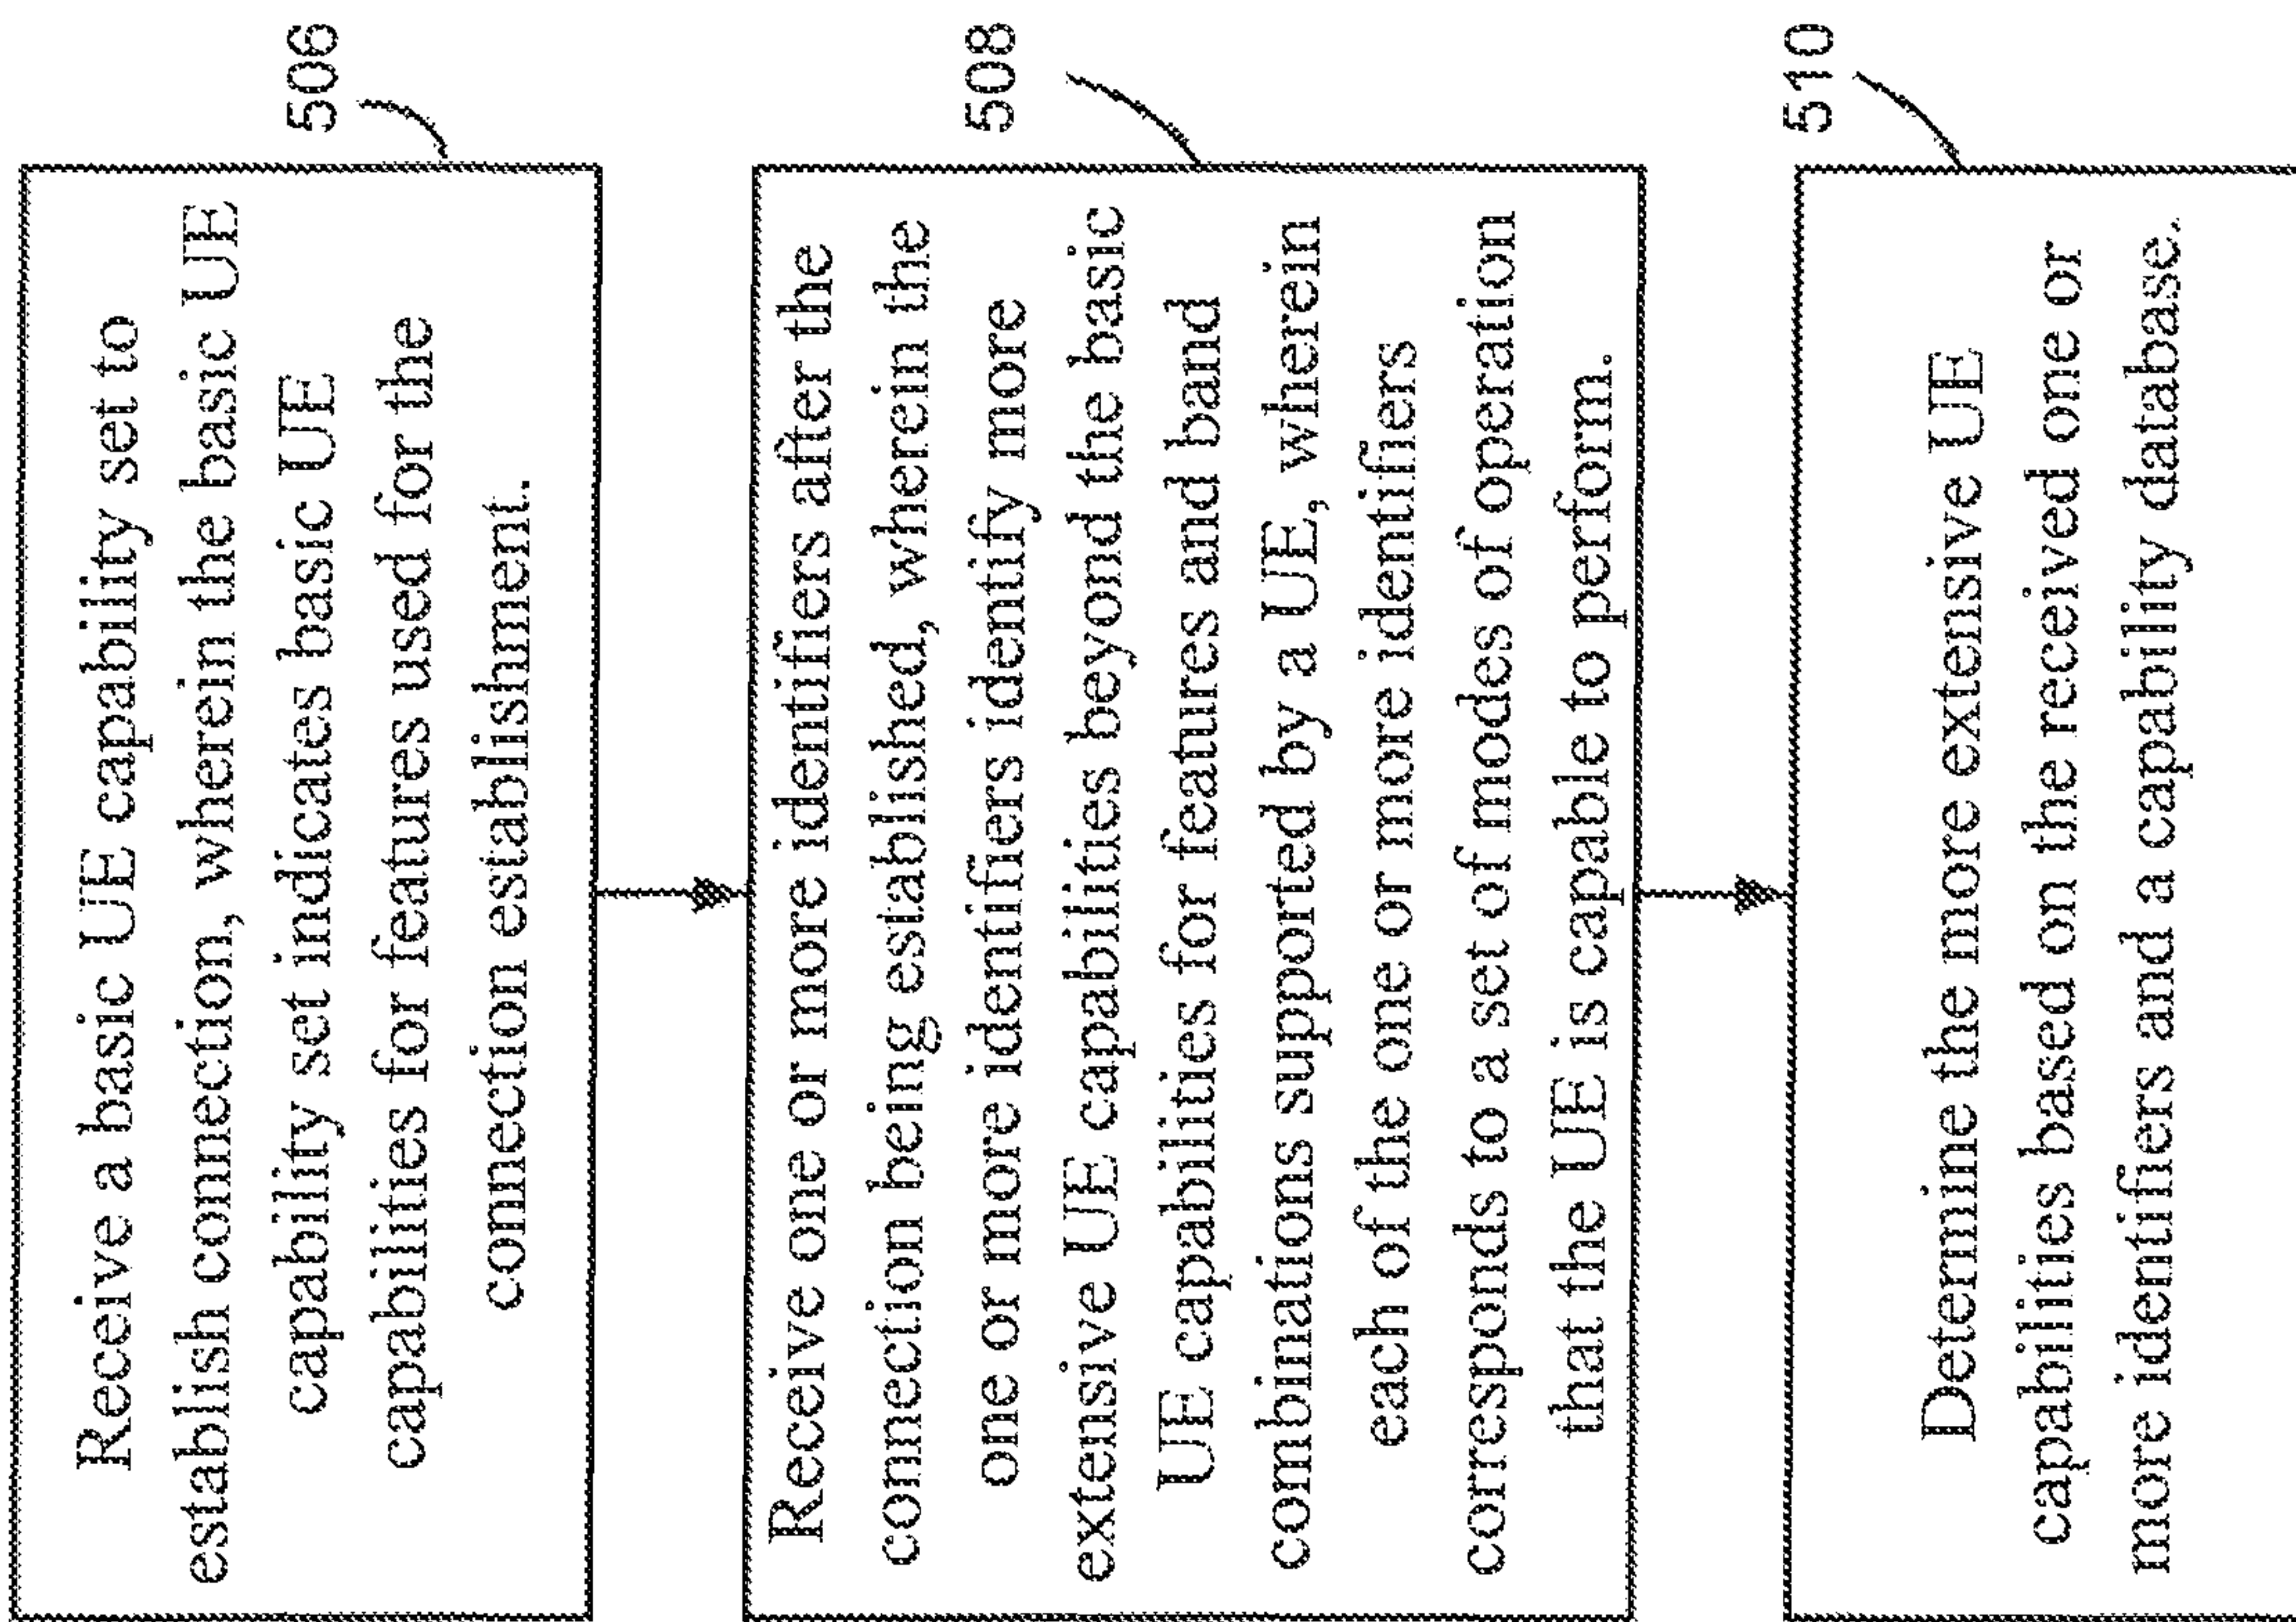 Receive a basic UE capability set to
establish connection, wherein the basic UE
capability set indicates basic UE
capabilities for features used for the
connection establishment.
506
Receive one or more identifiers after the
connection being established, wherein the
one or more identifiers identify more
extensive UE capabilities beyond the basic
UE capabilities for features and band
combinations supported by a UE, wherein
each of the one or more identifiers
corresponds to a set of modes of operation
that the UE is capable to perform.
508
Determine the more extensive UE
capabilities based on the received one or
more identifiers and a capability database.
510